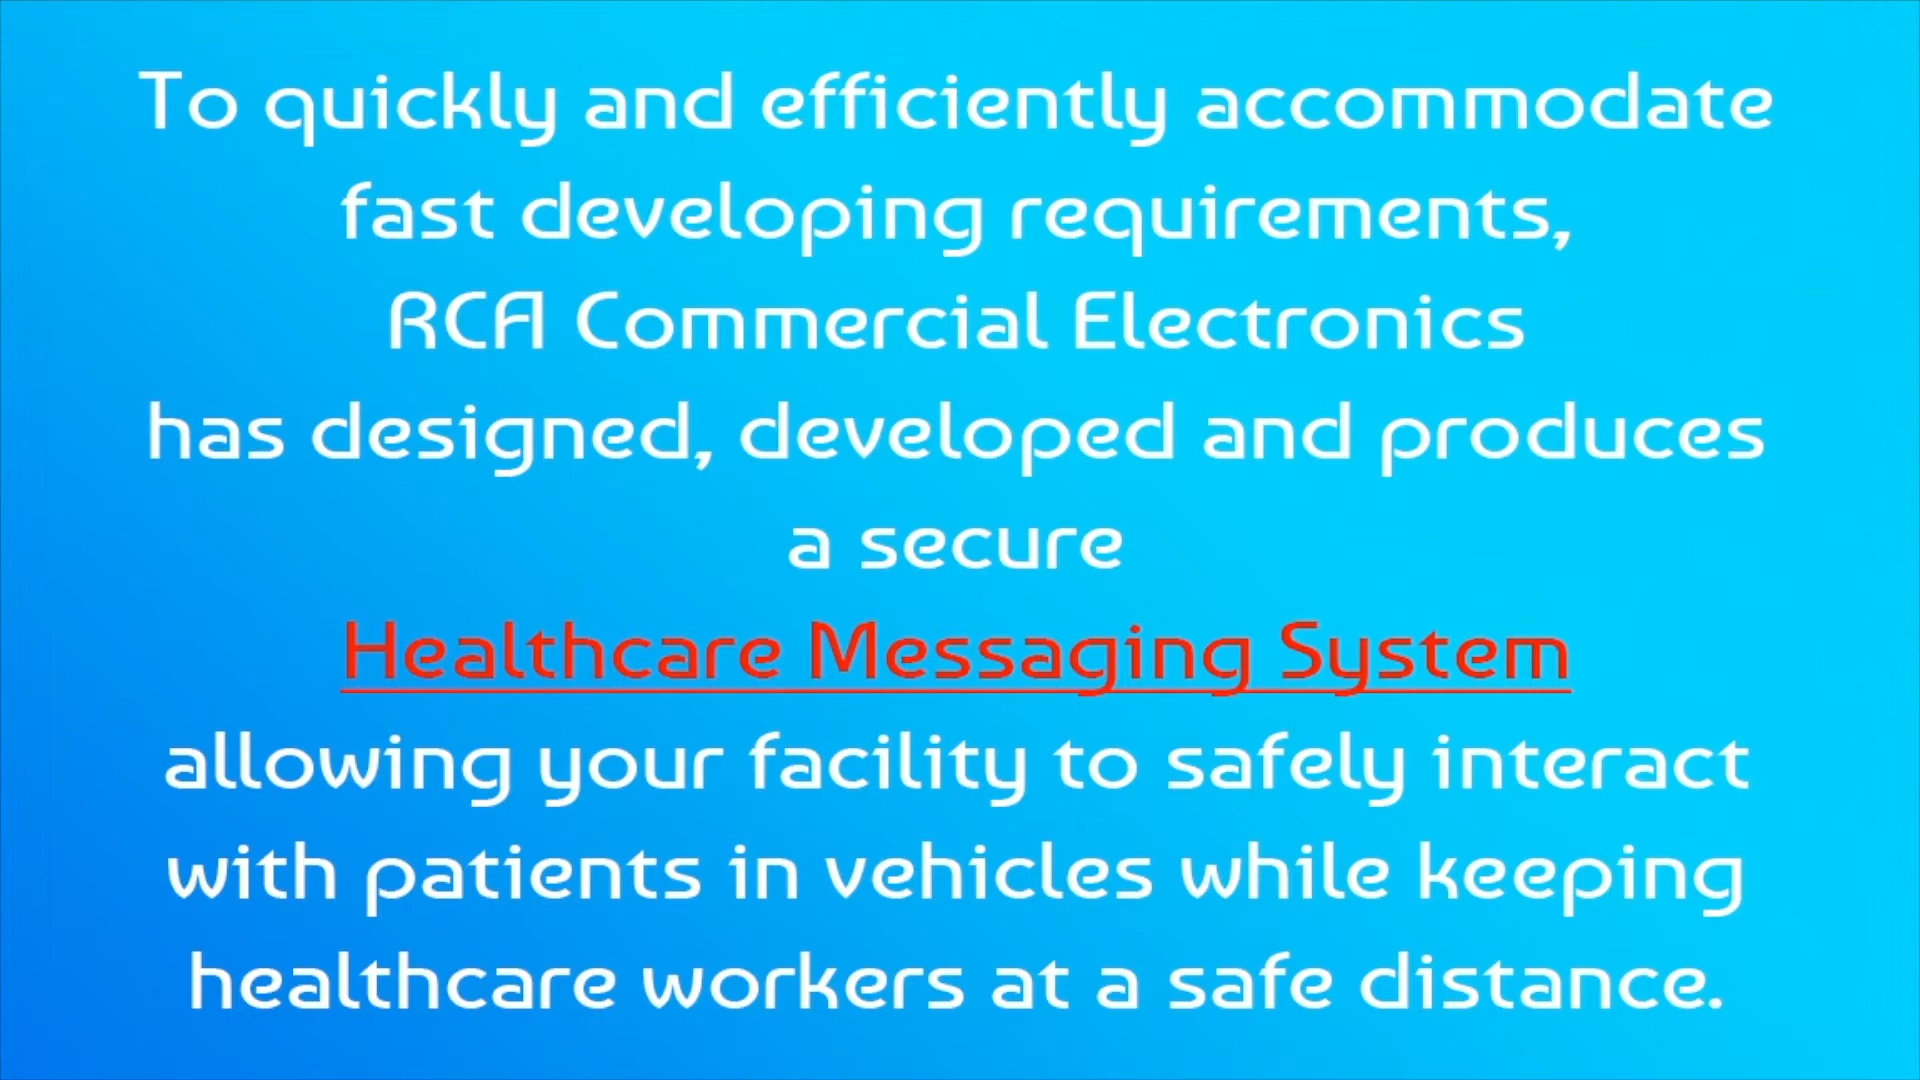 To quickly and efficiently accommodate
fast developing requirements,
RCA Commercial Electronics
has designed, developed and produces
a secure
Healthcare Messaging System
allowing your facility to safely interact
with patients in vehicles while keeping
healthcare workers at a safe distance.